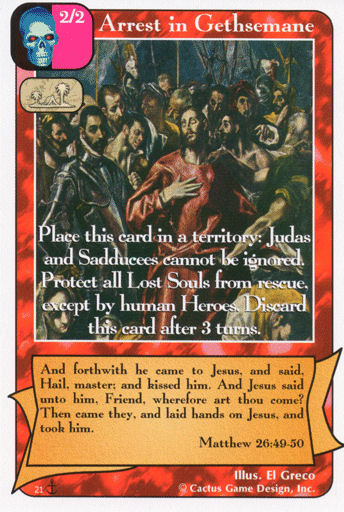 2/2
Arrest in Gethsemane
Place this card in a territory: Judas
and Sadducees cannot be ignored.
Protect all Lost Souls from rescue,
except by human Heroes. Discard
this card after 3 turns.
And forthwith he came to Jesus, and said,
Hail, master; and kissed him. And Jesus said
unto him, Friend, wherefore art thou come?
Then came they, and laid hands on Jesus, and
took him.
Matthew 26:49-50
Illus. El Greco
21 © Cactus Game Design, Inc.